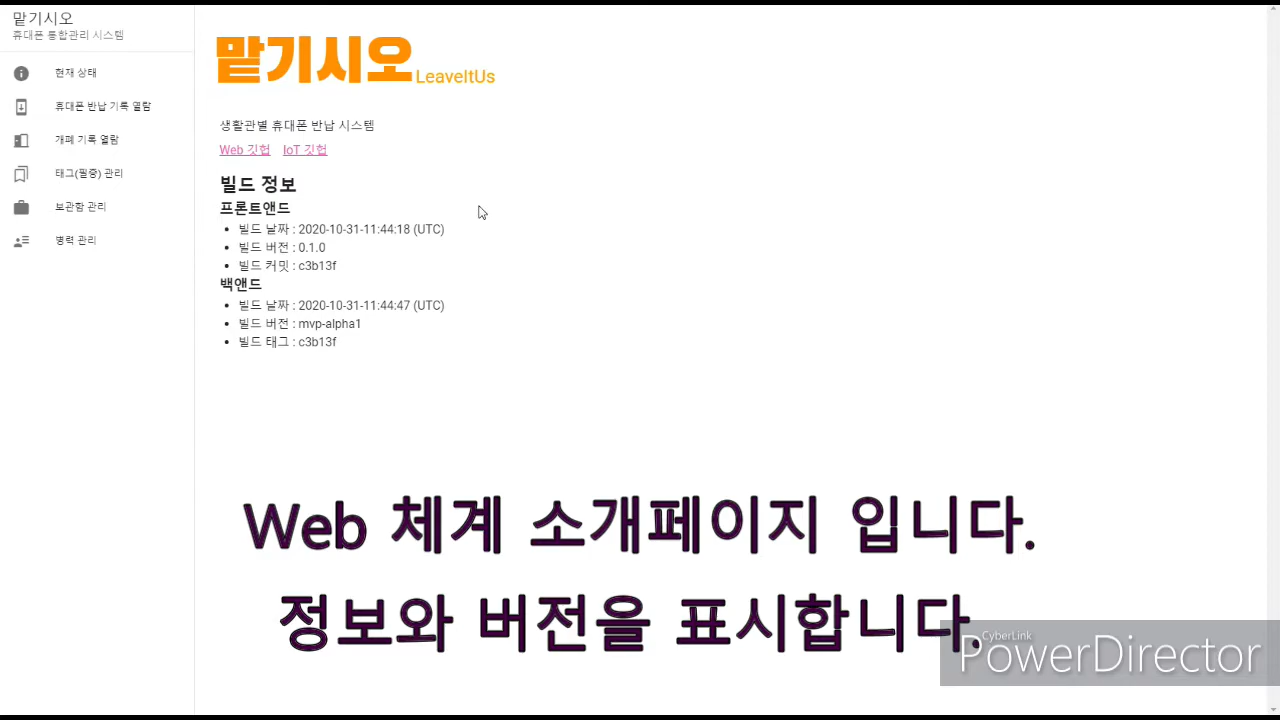 맡기시오
휴대폰 통합관리 시스템
현재 상태
휴대폰 반납 기록 열람
개폐 기록 열람
태그(필증) 관리
보관함 관리
병력 관리
맡기시오 LeaveItUs
생활관별 휴대폰 반납 시스템
Web 깃헙 IoT 깃헙
빌드 정보
프론트앤드
빌드 날짜 : 2020-10-31-11:44:18 (UTC)
빌드 버전 : 0.1.0
빌드 커밋 : c3b13f
백앤드
빌드 날짜 : 2020-10-31-11:44:47 (UTC)
빌드 버전 : mvp-alpha1
빌드 태그 : c3b13f
Web 체계 소개페이지 입니다.
정보와 버전을 표시합니다.
CyberLink
PowerDirector